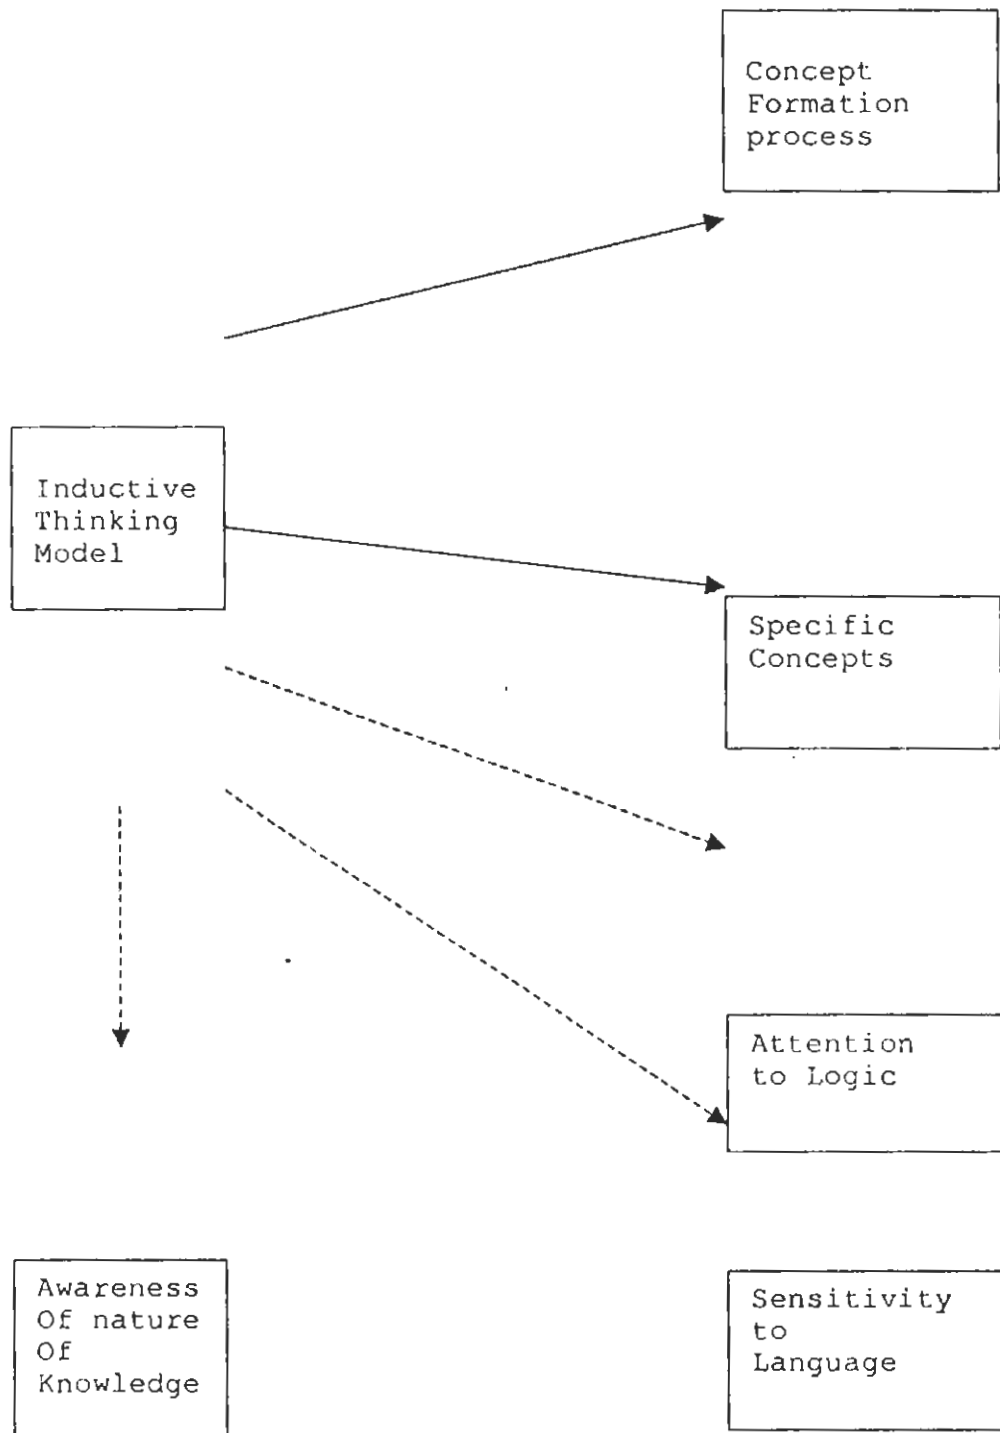 Concept
Formation
process
Inductive
Thinking
Model
Specific
Concepts
Attention
to Logic
Awareness
Of nature
Of
Knowledge
Sensitivity
to
Language